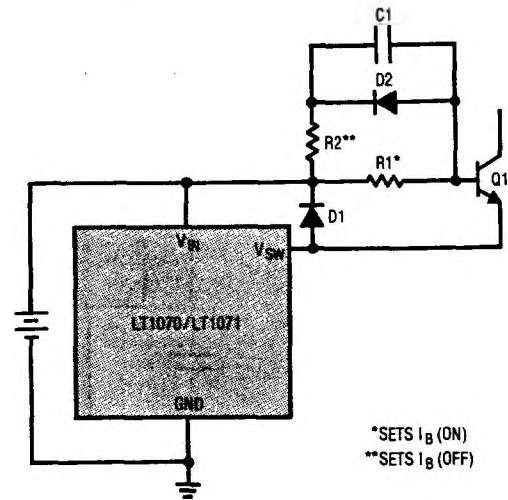 C1
D2
R2**
R1*
Q1
D1
VIN
VSW
LT1070/LT1071
GND
*SETS IB (ON)
**SETS IB (OFF)